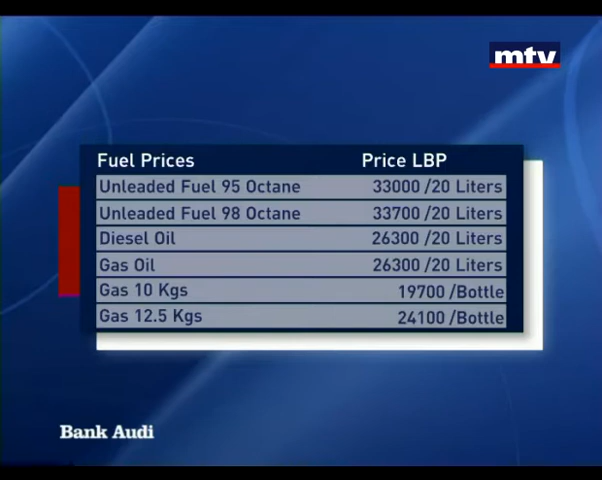 mtv
Fuel Prices Price LBP
Unleaded Fuel 95 Octane 33000 /20 Liters
Unleaded Fuel 98 Octane 33700 /20 Liters
Diesel Oil 26300 /20 Liters
Gas Oil 26300 /20 Liters
Gas 10 Kgs 19700 /Bottle
Gas 12.5 Kgs 24100 /Bottle
Bank Audi